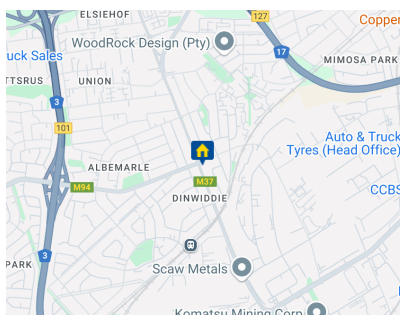 ELSIEHOF
127
Copper
WoodRock Design (Pty)
17
uck Sales
MIMOSA PARK
TTSRUS
UNION
3
101
Auto & Truck
Tyres (Head Office)
ALBEMARLE
M94
M37
CCBS
DINWIDDIE
3
PARK
Scaw Metals
Komatsu Mining Corp